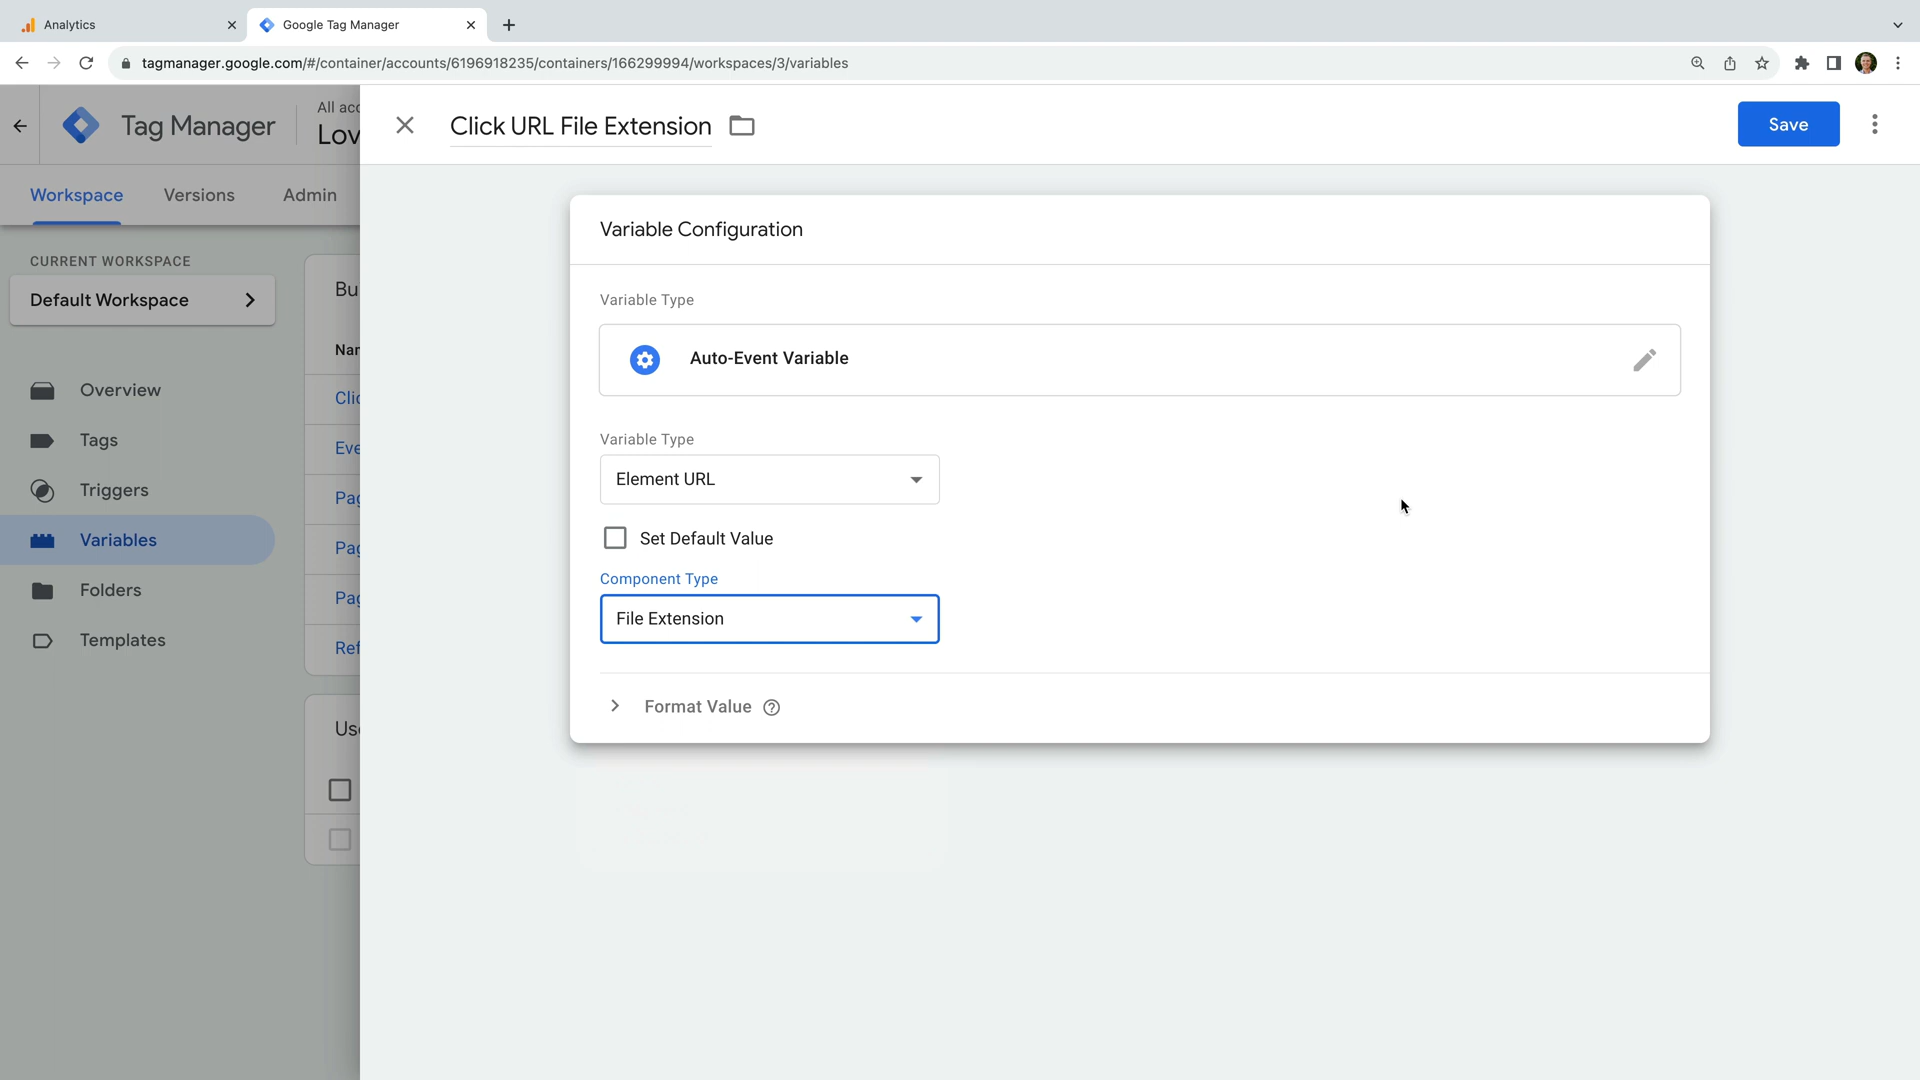 Analytics
Google Tag Manager
tagmanager.google.com/#/container/accounts/6196918235/containers/166299994/workspaces/3/variables
Tag Manager
All acc
Lov
Click URL File Extension
Save
Workspace
Versions
Admin
CURRENT WORKSPACE
Default Workspace
Overview
Tags
Triggers
Variables
Folders
Templates
Bu
Nar
Clic
Eve
Pag
Pag
Pag
Ref
Use
Variable Configuration
Variable Type
Auto-Event Variable
Variable Type
Element URL
Set Default Value
Component Type
File Extension
Format Value